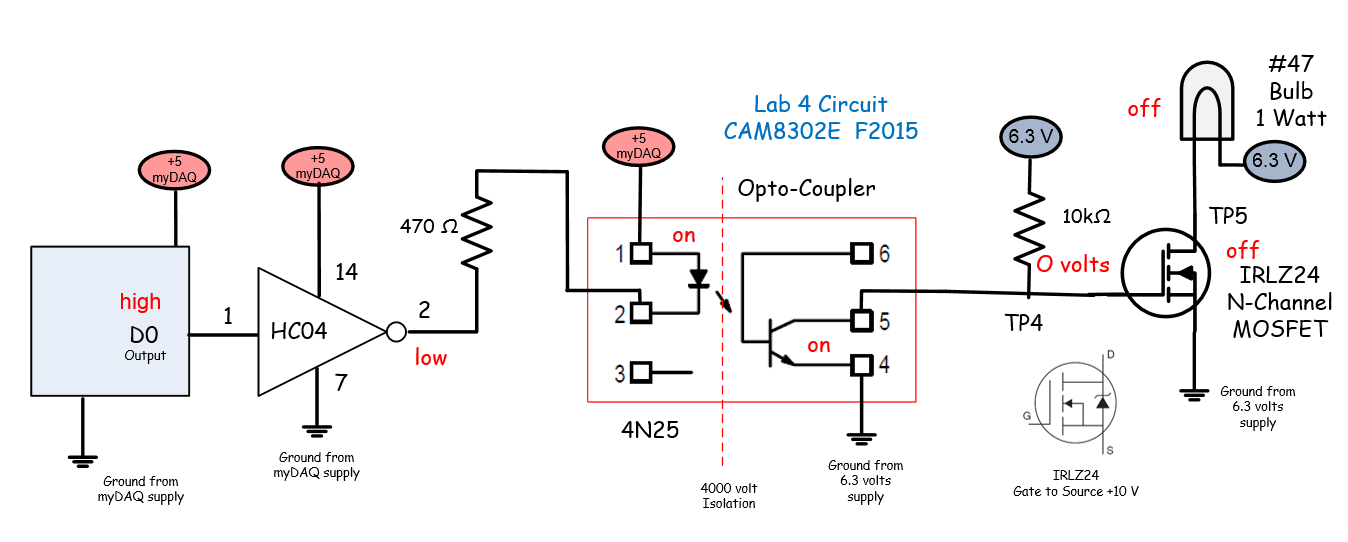 Lab 4 Circuit
CAM8302E F2015
#47
Bulb
1 Watt
off
6.3 V
6.3 V
+5
myDAQ
+5
myDAQ
+5
myDAQ
Opto-Coupler
470 Ω
10kΩ
TP5
on
1
6
O volts
off
IRLZ24
N-Channel
MOSFET
14
high
D0
Output
1
HC04
2
low
7
2
5
on
3
4
TP4
4N25
D
G
S
Ground from
6.3 volts
supply
Ground from
myDAQ supply
Ground from
myDAQ supply
4000 volt
Isolation
Ground from
6.3 volts
supply
IRLZ24
Gate to Source +10 V